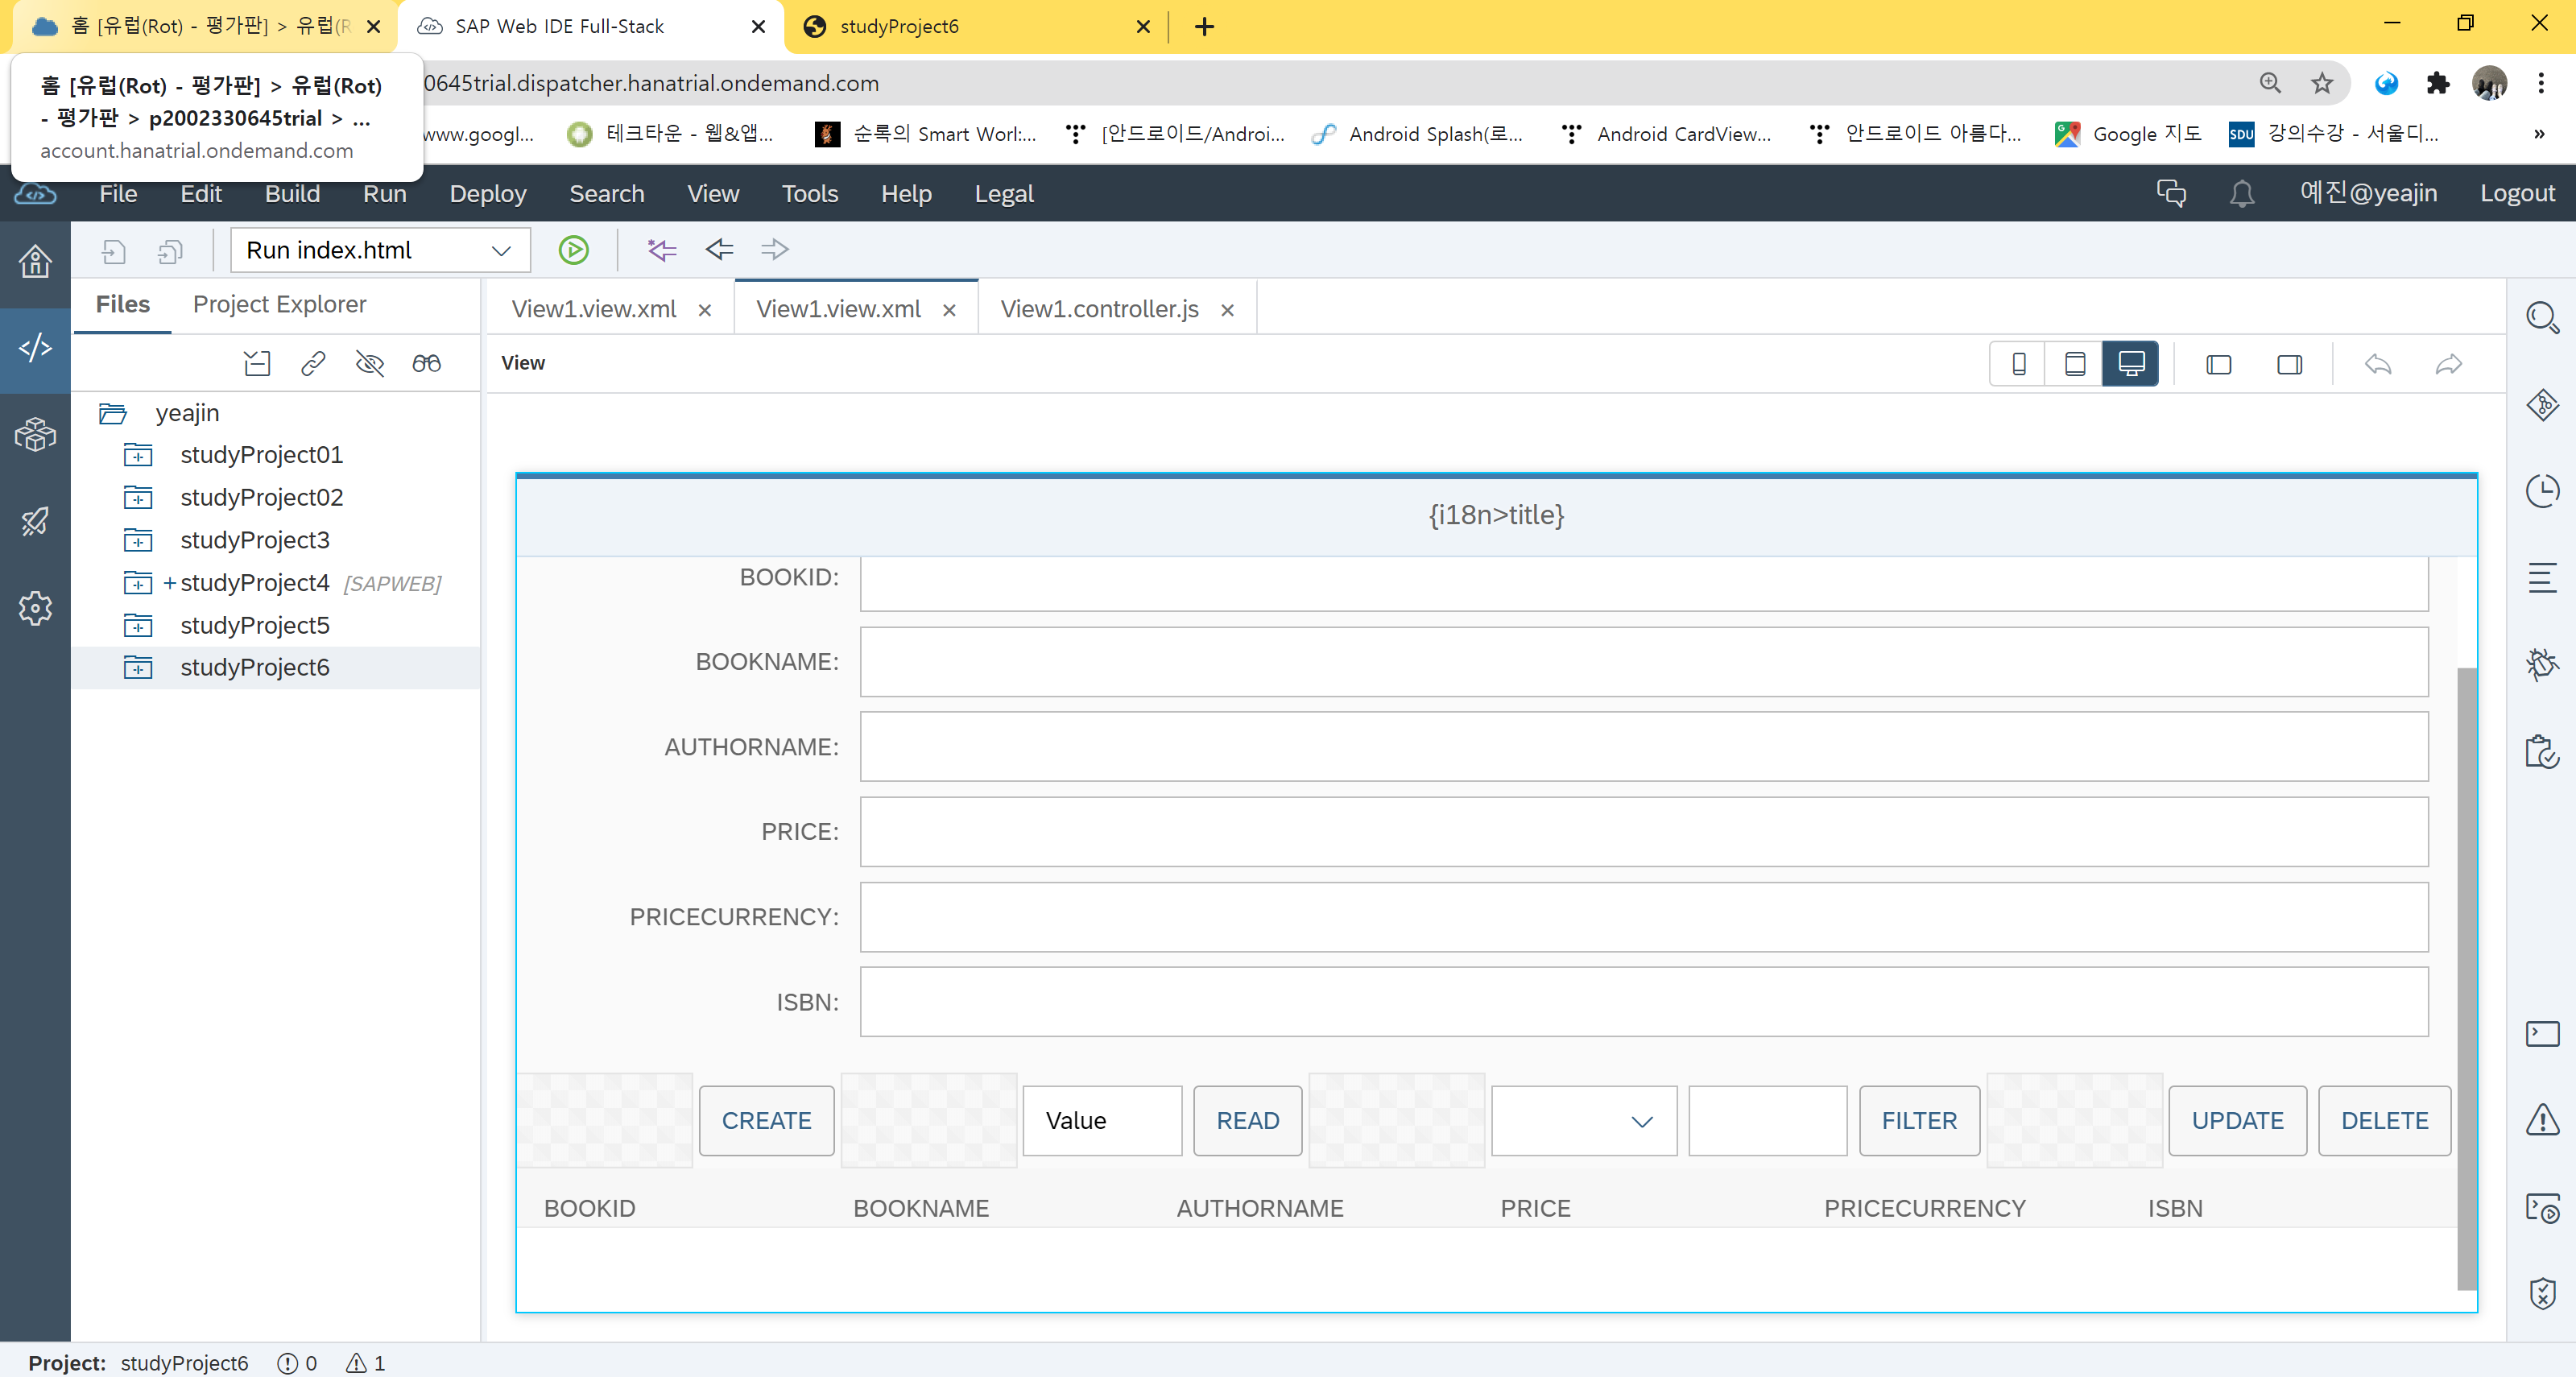 홈 [유럽(Rot) - 평가판] > 유럽(R
SAP Web IDE Full-Stack
studyProject6
홈 [유럽(Rot) - 평가판] > 유럽(Rot)
- 평가판 > p2002330645trial > ...
account.hanatrial.ondemand.com
0645trial.dispatcher.hanatrial.ondemand.com
www.googl...
테크타운 - 웹&앱...
순록의 Smart Worl:...
[안드로이드/Androi...
Android Splash(로...
Android CardView...
안드로이드 아름다...
Google 지도
SDU
강의수강 - 서울디...
»
File Edit Build Run Deploy Search View Tools Help Legal
예진@yeajin
Logout
Run index.html
Files
Project Explorer
View1.view.xml
View1.view.xml
View1.controller.js
View
yeajin
studyProject01
studyProject02
studyProject3
+ studyProject4 [SAPWEB]
studyProject5
studyProject6
{i18n>title}
BOOKID:
BOOKNAME:
AUTHORNAME:
PRICE:
PRICECURRENCY:
ISBN:
CREATE
Value
READ
FILTER
UPDATE
DELETE
BOOKID BOOKNAME AUTHORNAME PRICE PRICECURRENCY ISBN
Project: studyProject6 0 1